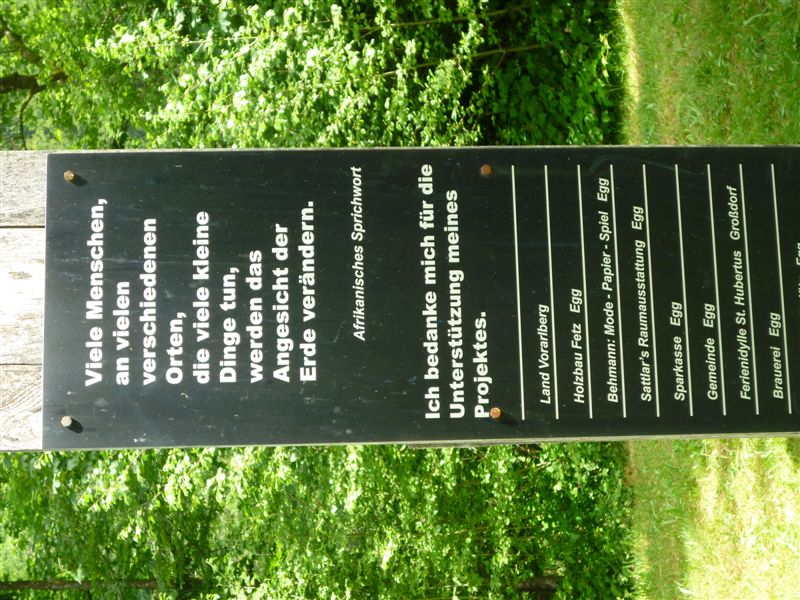 Viele Menschen,
an vielen
verschiedenen
Orten,
die viele kleine
Dinge tun,
werden das
Angesicht der
Erde verändern.
Afrikanisches Sprichwort
Ich bedanke mich für die
Unterstützung meines
Projektes.
Land Vorarlberg
Holzbau Fetz Egg
Behmann: Mode - Papier - Spiel Egg
Sattlar's Raumausstattung Egg
Sparkasse Egg
Gemeinde Egg
Ferienidylle St. Hubertus Großdorf
Brauerei Egg
Egg